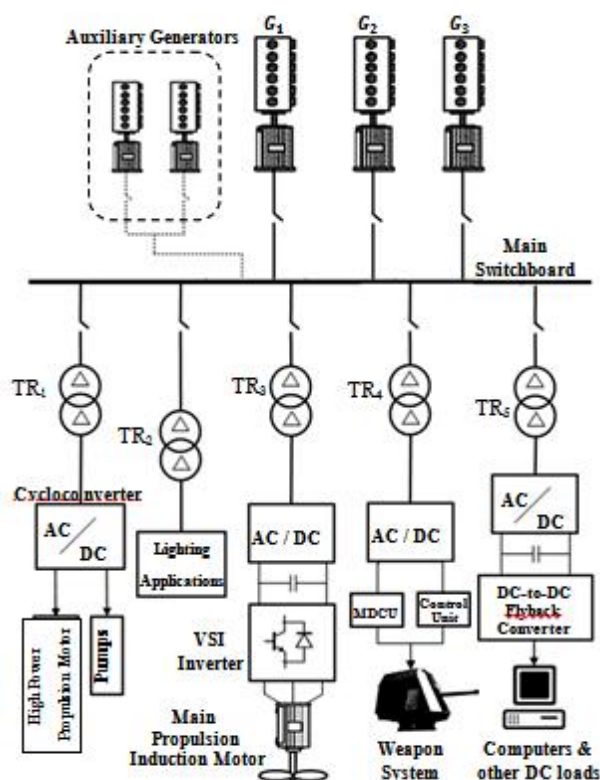 Auxiliary Generators
G₁
G₂
G₃
Main
Switchboard
TR₁
TR₂
TR₃
TR₄
TR₅
Cycloconverter
AC
DC
Lighting
Applications
AC / DC
AC / DC
AC
DC
High Power
Propulsion Motor
Pumps
VSI
Inverter
MDCU
Control
Unit
DC-to-DC
Flyback
Converter
Main
Propulsion
Induction Motor
Weapon
System
Computers &
other DC loads